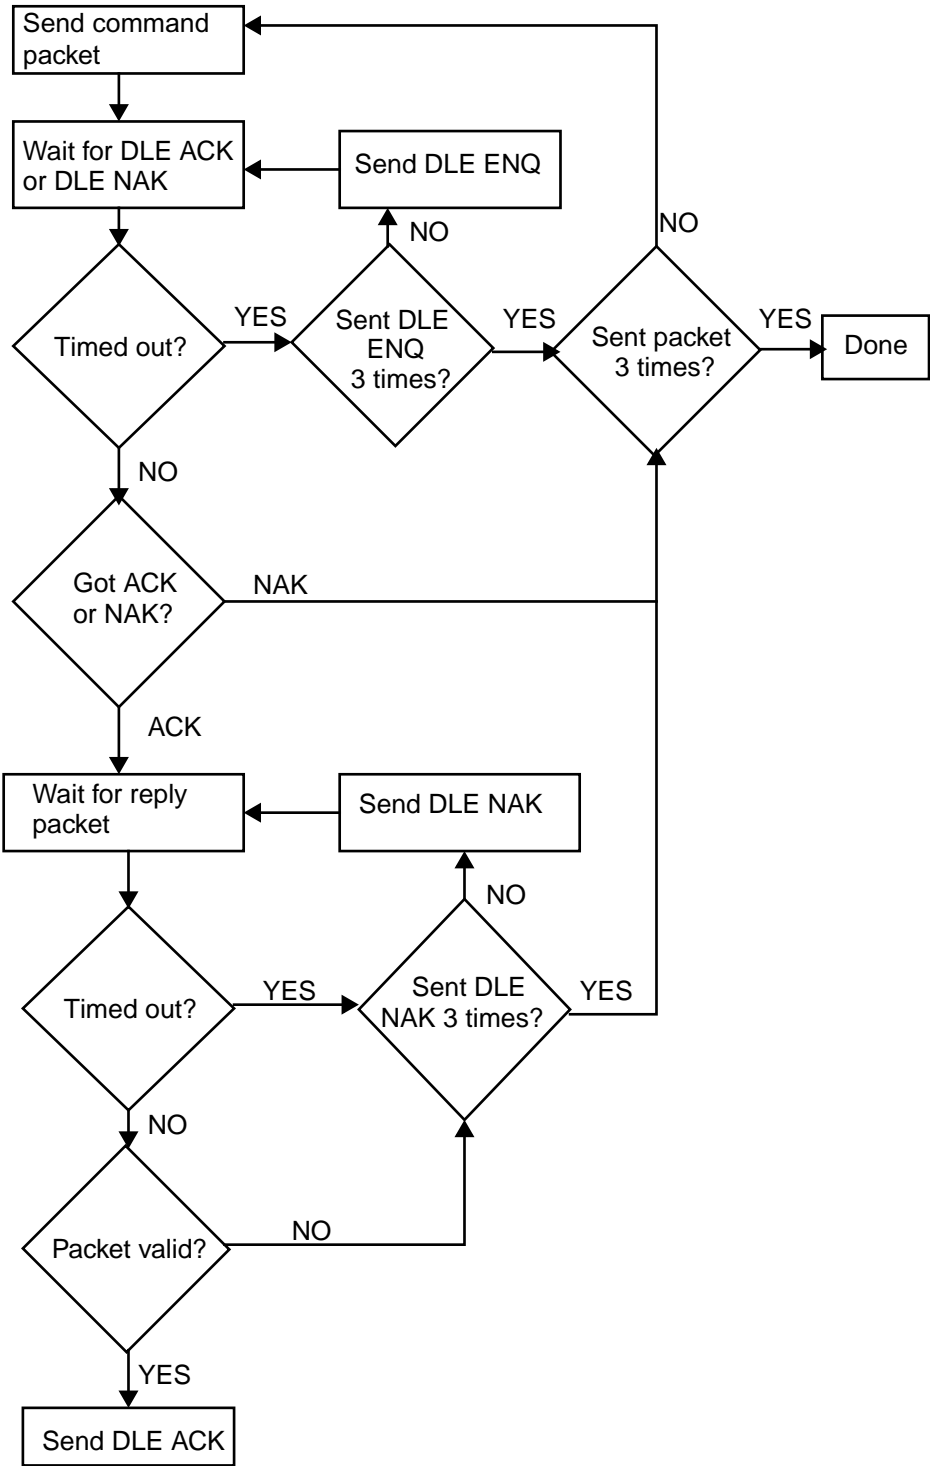 Send command
packet
Wait for DLE ACK
or DLE NAK
Send DLE ENQ
NO
NO
Timed out?
YES
Sent DLE
ENQ
3 times?
YES
Sent packet
3 times?
YES
Done
NO
Got ACK
or NAK?
NAK
ACK
Wait for reply
packet
Send DLE NAK
NO
Timed out?
YES
Sent DLE
NAK 3 times?
YES
NO
Packet valid?
NO
YES
Send DLE ACK